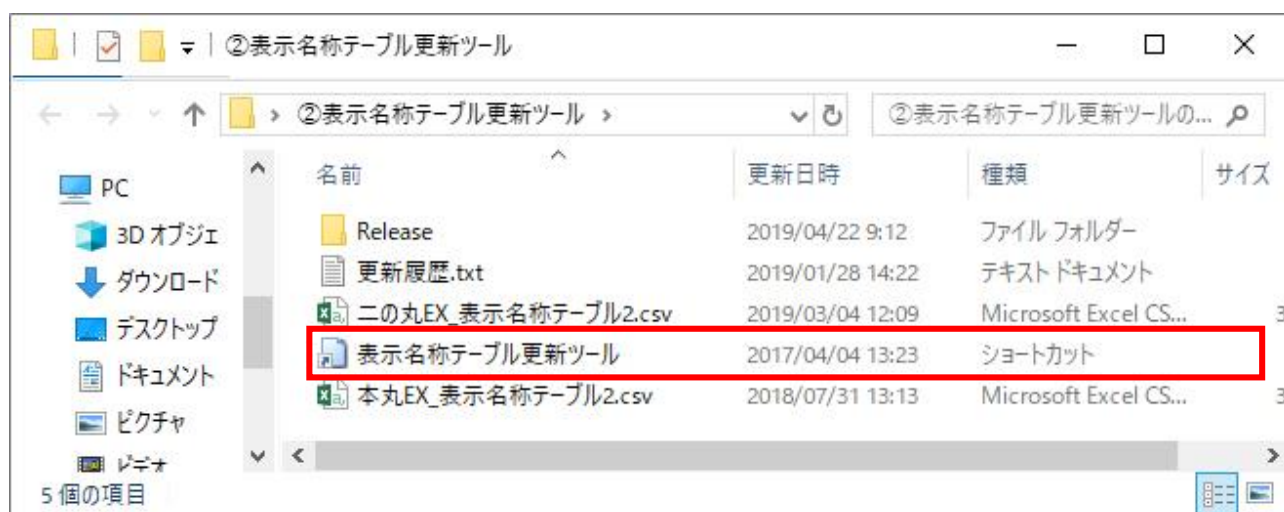 ②表示名称テーブル更新ツール
②表示名称テーブル更新ツール
②表示名称テーブル更新ツールの...
名前 更新日時 種類 サイズ
PC
3D オブジェ
ダウンロード
デスクトップ
ドキュメント
ピクチャ
ビデオ
Release 2019/04/22 9:12 ファイル フォルダー
更新履歴.txt 2019/01/28 14:22 テキスト ドキュメント
二の丸EX_表示名称テーブル2.csv 2019/03/04 12:09 Microsoft Excel CS... 3
表示名称テーブル更新ツール 2017/04/04 13:23 ショートカット
本丸EX_表示名称テーブル2.csv 2018/07/31 13:13 Microsoft Excel CS... 3
5 個の項目